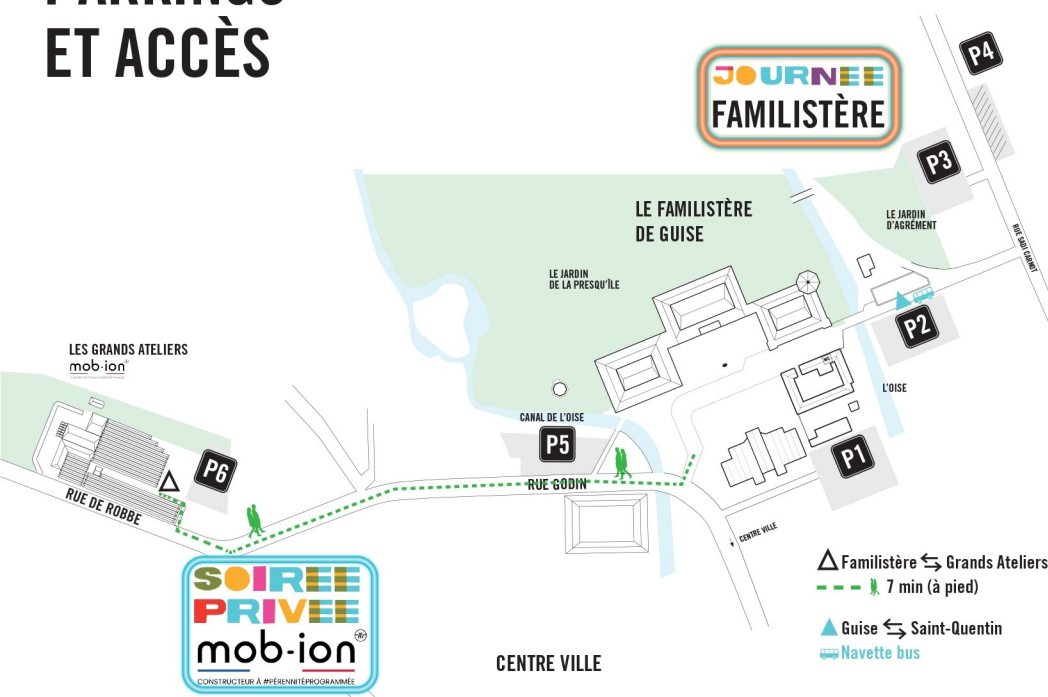 PARKINGS
ET ACCÈS
JOURNEE
FAMILISTÈRE
P4
P3
LE FAMILISTÈRE
DE GUISE
LE JARDIN
D'AGRÉMENT
RUE SADI CARNOT
LE JARDIN
DE LA PRESQU'ÎLE
P2
LES GRANDS ATELIERS
mob-ion
L'OISE
CANAL DE L'OISE
P5
P1
P6
RUE GODIN
RUE DE ROBBE
CENTRE VILLE
SOIREE
PRIVEE
mob-ion
CONSTRUCTEUR À #PÉRENNITÉPROGRAMMÉE
CENTRE VILLE
Familistère ⇆ Grands Ateliers
7 min (à pied)
Guise ⇆ Saint-Quentin
Navette bus